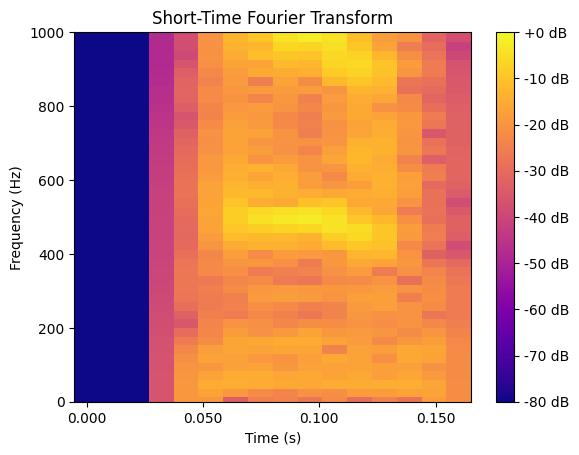 Short-Time Fourier Transform
1000
800
600
400
200
0
Frequency (Hz)
0.000
0.050
0.100
0.150
Time (s)
+0 dB
-10 dB
-20 dB
-30 dB
-40 dB
-50 dB
-60 dB
-70 dB
-80 dB